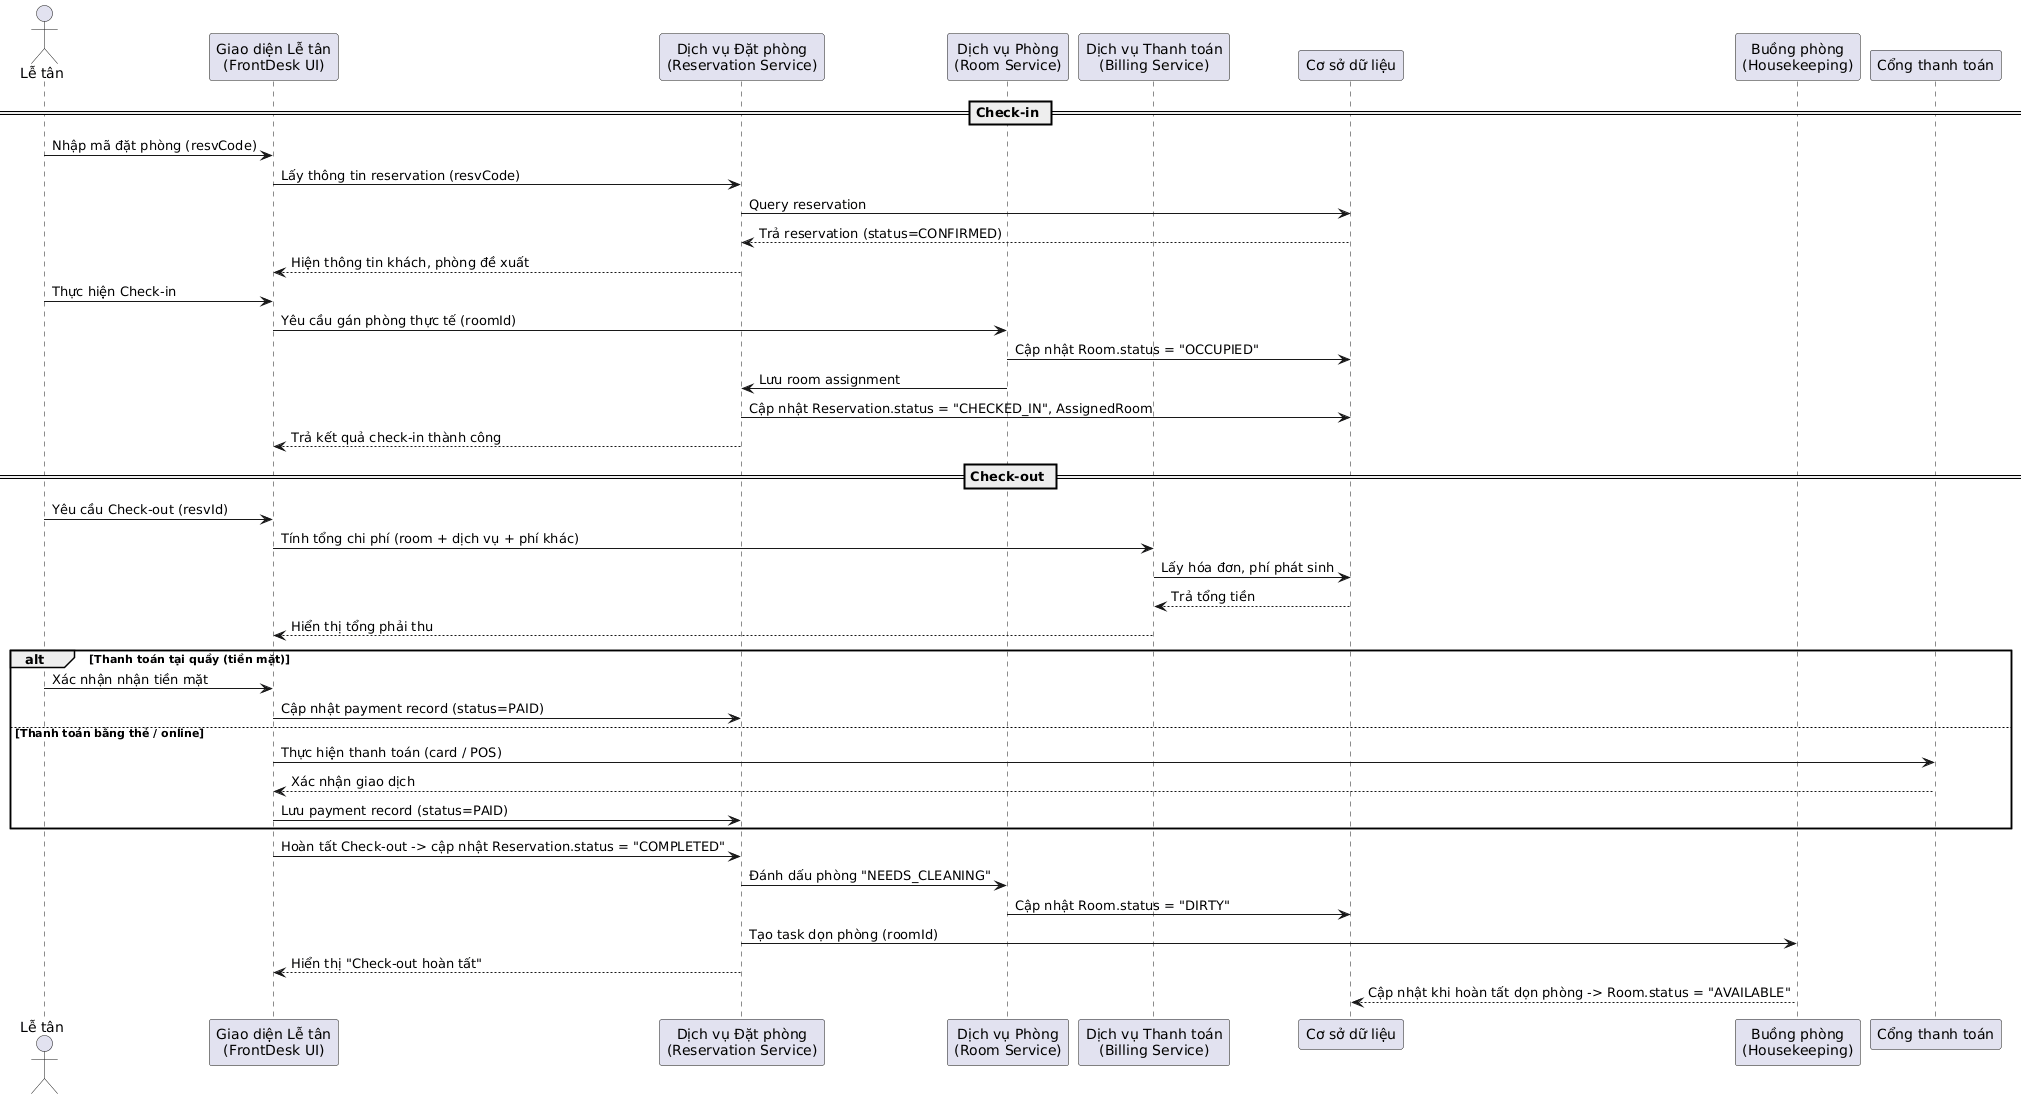 Lễ tân
Giao diện Lễ tân
(FrontDesk UI)
Dịch vụ Đặt phòng
(Reservation Service)
Dịch vụ Phòng
(Room Service)
Dịch vụ Thanh toán
(Billing Service)
Cơ sở dữ liệu
Buồng phòng
(Housekeeping)
Cổng thanh toán
Check-in
Nhập mã đặt phòng (resvCode)
Lấy thông tin reservation (resvCode)
Query reservation
Trả reservation (status=CONFIRMED)
Hiện thông tin khách, phòng đề xuất
Thực hiện Check-in
Yêu cầu gán phòng thực tế (roomId)
Cập nhật Room.status = "OCCUPIED"
Lưu room assignment
Cập nhật Reservation.status = "CHECKED_IN", AssignedRoom
Trả kết quả check-in thành công
Check-out
Yêu cầu Check-out (resvId)
Tính tổng chi phí (room + dịch vụ + phí khác)
Lấy hóa đơn, phí phát sinh
Trả tổng tiền
Hiển thị tổng phải thu
alt
[Thanh toán tại quầy (tiền mặt)]
Xác nhận nhận tiền mặt
Cập nhật payment record (status=PAID)
[Thanh toán bằng thẻ / online]
Thực hiện thanh toán (card / POS)
Xác nhận giao dịch
Lưu payment record (status=PAID)
Hoàn tất Check-out -> cập nhật Reservation.status = "COMPLETED"
Đánh dấu phòng "NEEDS_CLEANING"
Cập nhật Room.status = "DIRTY"
Tạo task dọn phòng (roomId)
Hiển thị "Check-out hoàn tất"
Cập nhật khi hoàn tất dọn phòng -> Room.status = "AVAILABLE"
Lễ tân
Giao diện Lễ tân
(FrontDesk UI)
Dịch vụ Đặt phòng
(Reservation Service)
Dịch vụ Phòng
(Room Service)
Dịch vụ Thanh toán
(Billing Service)
Cơ sở dữ liệu
Buồng phòng
(Housekeeping)
Cổng thanh toán